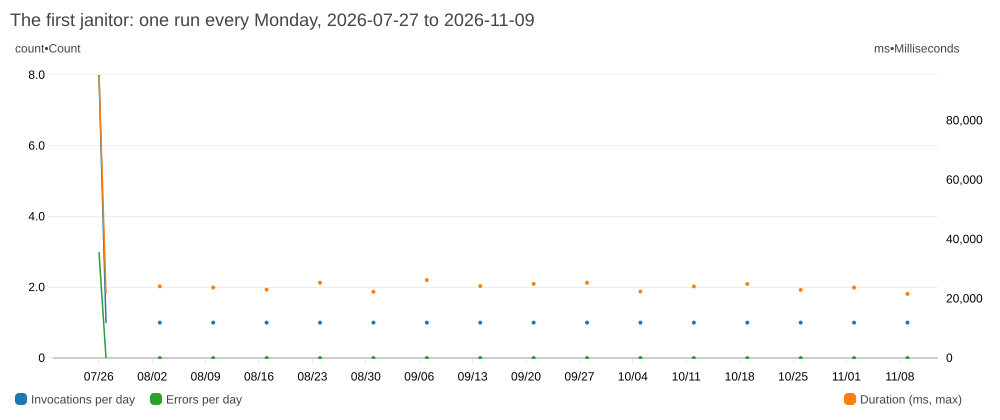 The first janitor: one run every Monday, 2026-07-27 to 2026-11-09
count•Count ms•Milliseconds
8.0
80,000
6.0
60,000
4.0
40,000
2.0
20,000
0 0
07/26 08/02 08/09 08/16 08/23 08/30 09/06 09/13 09/20 09/27 10/04 10/11 10/18 10/25 11/01 11/08
Invocations per day Errors per day Duration (ms, max)